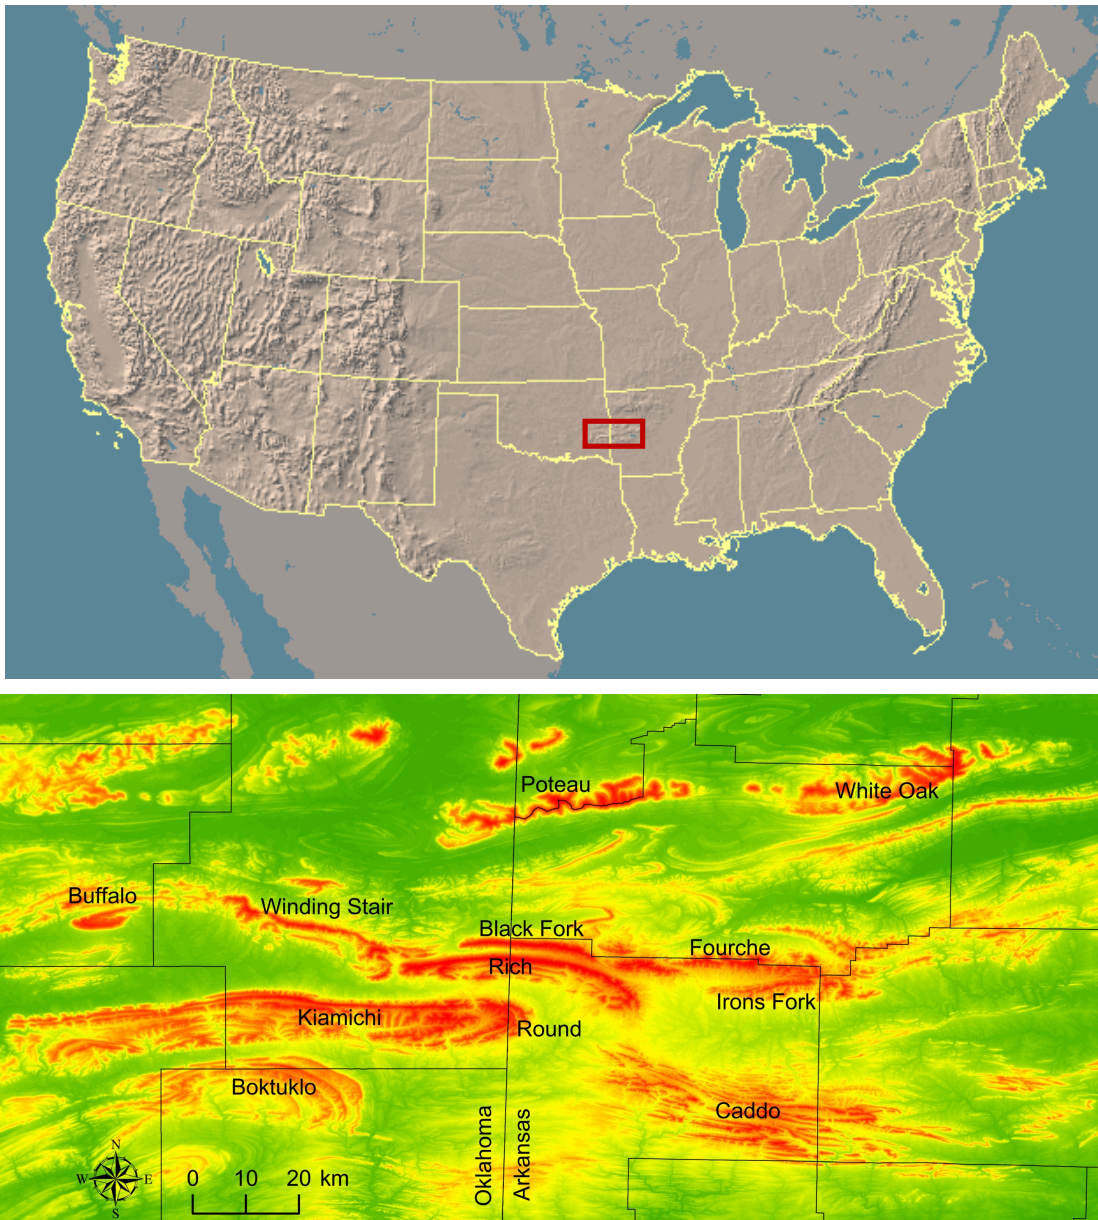 Poteau
White Oak
Buffalo
Winding Stair
Black Fork
Fourche
Rich
Irons Fork
Kiamichi
Round
Boktuklo
Caddo
Oklahoma
Arkansas
N
W E
S
0 10 20 km